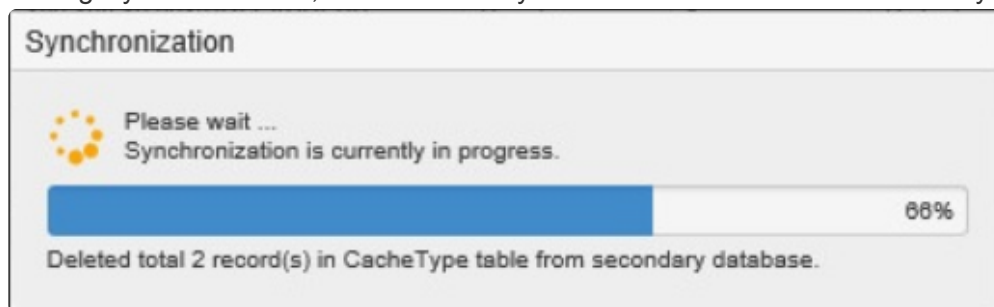 Synchronization
Please wait ...
Synchronization is currently in progress.
66%
Deleted total 2 record(s) in CacheType table from secondary database.